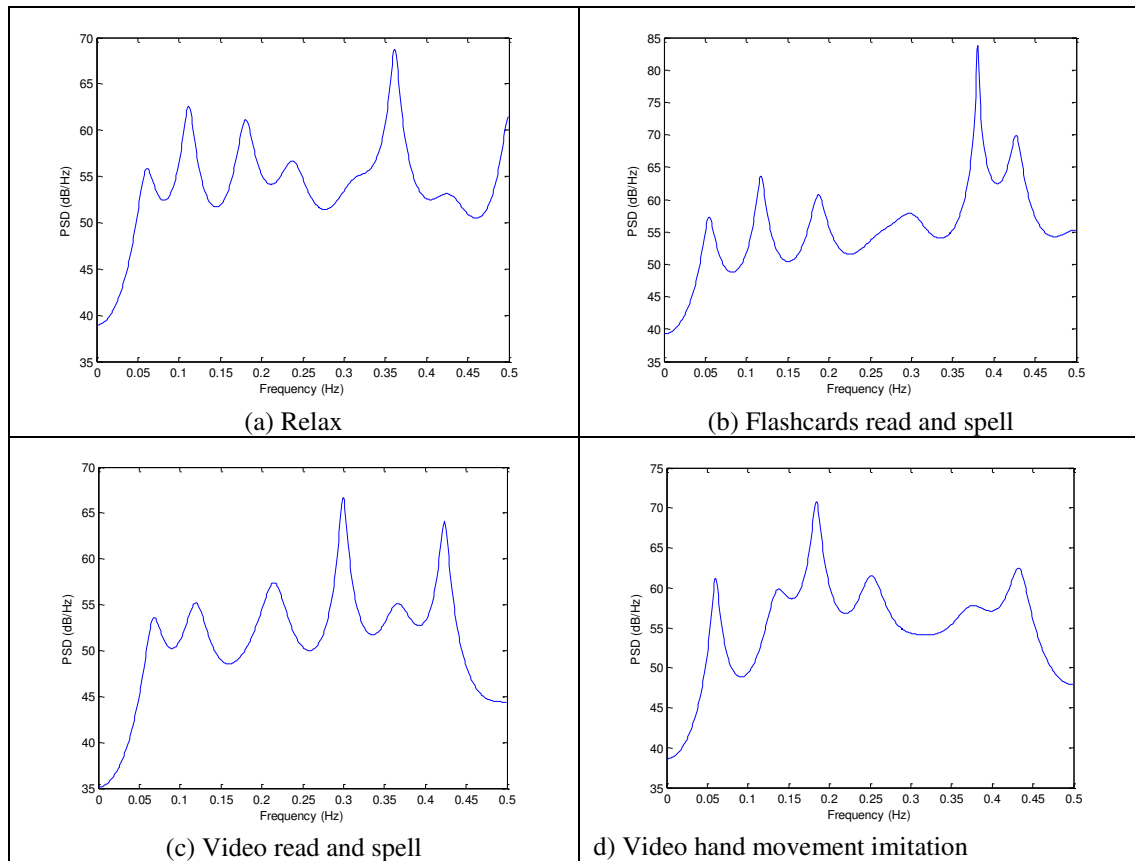 70
65
60
55
50
45
40
35
PSD (dB/Hz)
0 0.05 0.1 0.15 0.2 0.25 0.3 0.35 0.4 0.45 0.5
Frequency (Hz)
(a) Relax
85
80
75
70
65
60
55
50
45
40
35
PSD (dB/Hz)
0 0.05 0.1 0.15 0.2 0.25 0.3 0.35 0.4 0.45 0.5
Frequency (Hz)
(b) Flashcards read and spell
70
65
60
55
50
45
40
35
PSD (dB/Hz)
0 0.05 0.1 0.15 0.2 0.25 0.3 0.35 0.4 0.45 0.5
Frequency (Hz)
(c) Video read and spell
75
70
65
60
55
50
45
40
35
PSD (dB/Hz)
0 0.05 0.1 0.15 0.2 0.25 0.3 0.35 0.4 0.45 0.5
Frequency (Hz)
d) Video hand movement imitation